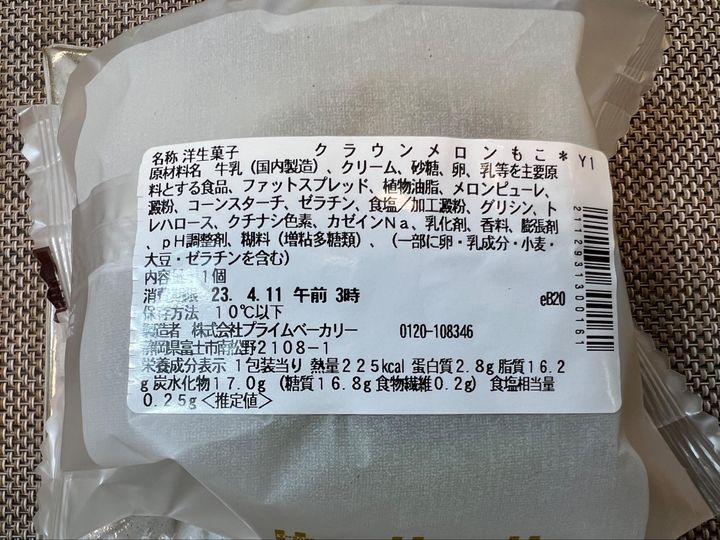 名称 洋生菓子 クラウンメロンもこ* Y1
原材料名 牛乳（国内製造）、クリーム、砂糖、卵、乳等を主要原
料とする食品、ファットスプレッド、植物油脂、メロンピューレ、
澱粉、コーンスターチ、ゼラチン、食塩／加工澱粉、グリシン、ト
レハロース、クチナシ色素、カゼインNa、乳化剤、香料、膨張剤
、pH調整剤、糊料（増粘多糖類）、（一部に卵・乳成分・小麦・
大豆・ゼラチンを含む）
内容量 1個
消費期限 23. 4.11 午前 3時 eB20
保存方法 10℃以下
製造者 株式会社プライムベーカリー 0120-108346
静岡県富士市南松野2108-1
栄養成分表示 1包装当り 熱量225kcal 蛋白質2.8g 脂質16.2
g 炭水化物17.0g （糖質16.8g 食物繊維0.2g） 食塩相当量
0.25g＜推定値＞
2112931300161